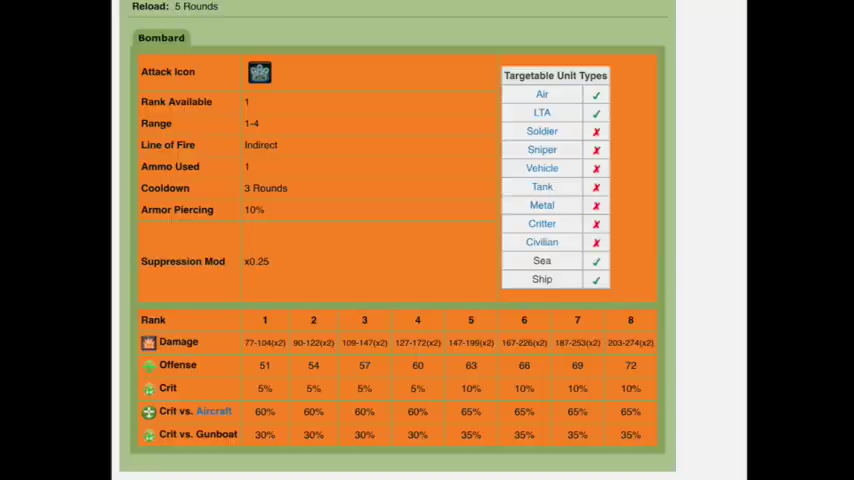 Reload: 5 Rounds
Bombard
Attack Icon
Rank Available 1
Range 1-4
Line of Fire Indirect
Ammo Used 1
Cooldown 3 Rounds
Armor Piercing 10%
Suppression Mod x0.25
Targetable Unit Types
Air ✓
LTA ✓
Soldier ✗
Sniper ✗
Vehicle ✗
Tank ✗
Metal ✗
Critter ✗
Civilian ✗
Sea ✓
Ship ✓
Rank 1 2 3 4 5 6 7 8
Damage 77-104(x2) 90-122(x2) 109-147(x2) 127-172(x2) 147-199(x2) 167-226(x2) 187-253(x2) 203-274(x2)
Offense 51 54 57 60 63 66 69 72
Crit 5% 5% 5% 5% 10% 10% 10% 10%
Crit vs. Aircraft 60% 60% 60% 60% 65% 65% 65% 65%
Crit vs. Gunboat 30% 30% 30% 30% 35% 35% 35% 35%